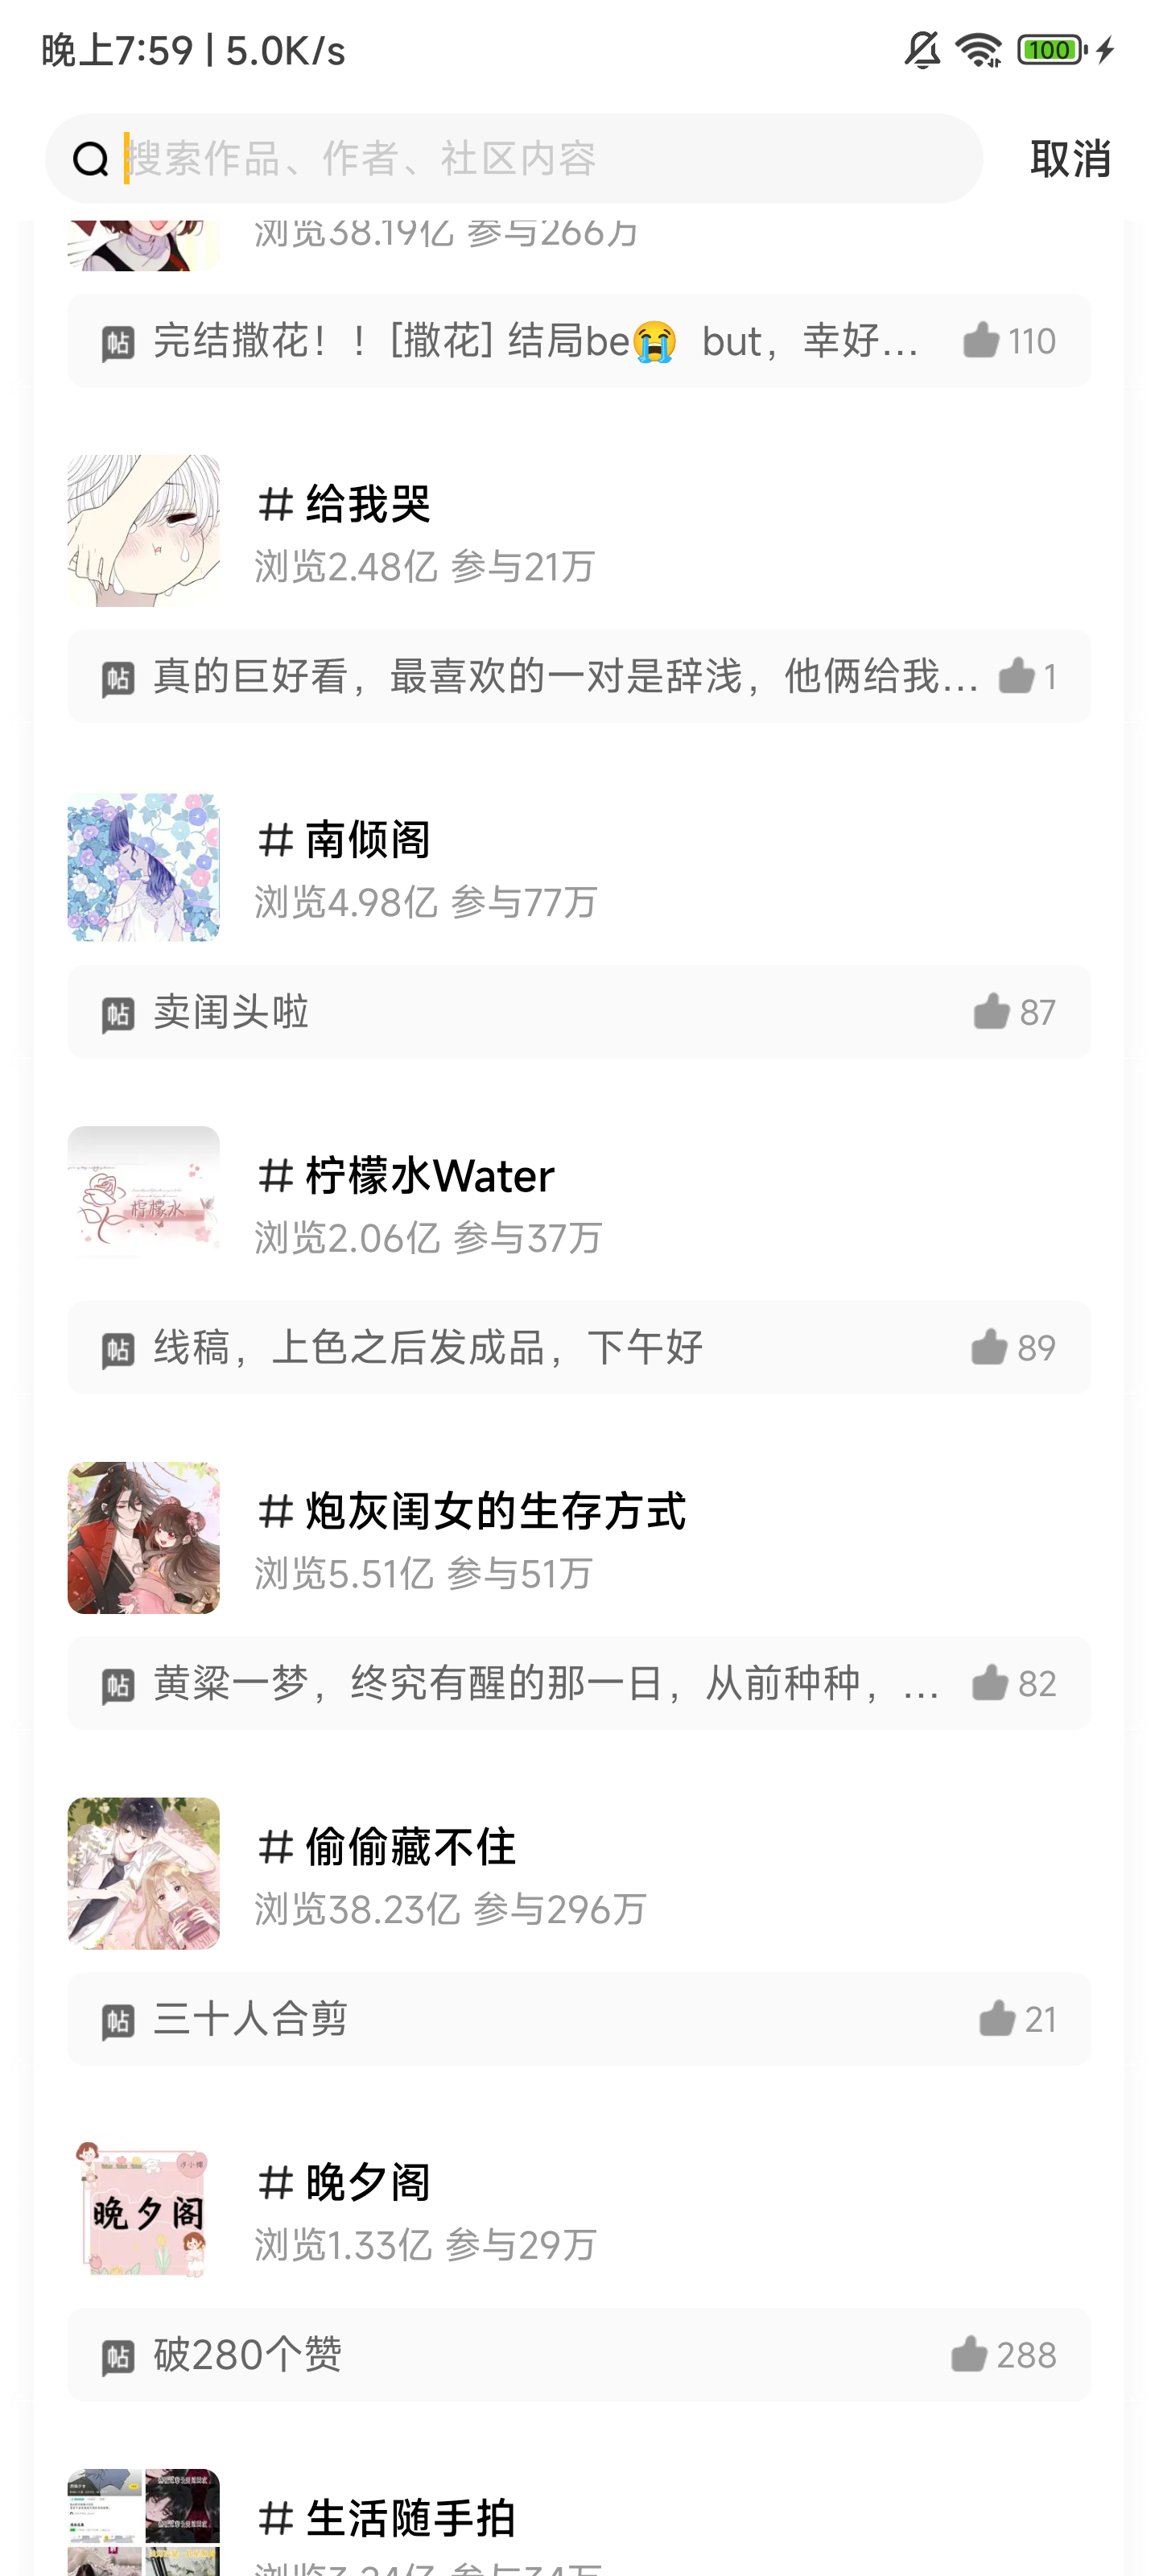 晚上7:59 | 5.0K/s
100
搜索作品、作者、社区内容
取消
浏览38.19亿 参与266万
帖 完结撒花！！[撒花] 结局be😭 but，幸好... 110
# 给我哭
浏览2.48亿 参与21万
帖 真的巨好看，最喜欢的一对是辞浅，他俩给我... 1
# 南倾阁
浏览4.98亿 参与77万
帖 卖闺头啦 87
柠檬水
# 柠檬水Water
浏览2.06亿 参与37万
帖 线稿，上色之后发成品，下午好 89
# 炮灰闺女的生存方式
浏览5.51亿 参与51万
帖 黄粱一梦，终究有醒的那一日，从前种种，... 82
# 偷偷藏不住
浏览38.23亿 参与296万
帖 三十人合剪 21
晚夕阁
# 晚夕阁
浏览1.33亿 参与29万
帖 破280个赞 288
# 生活随手拍